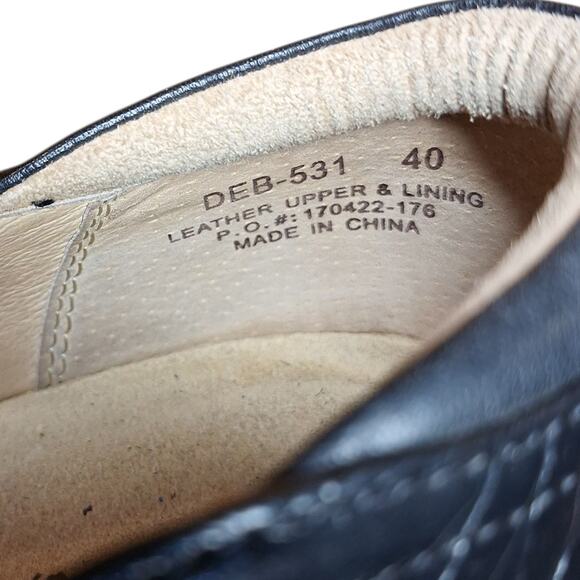 DEB-531 40
LEATHER UPPER & LINING
P.O.#: 170422-176
MADE IN CHINA